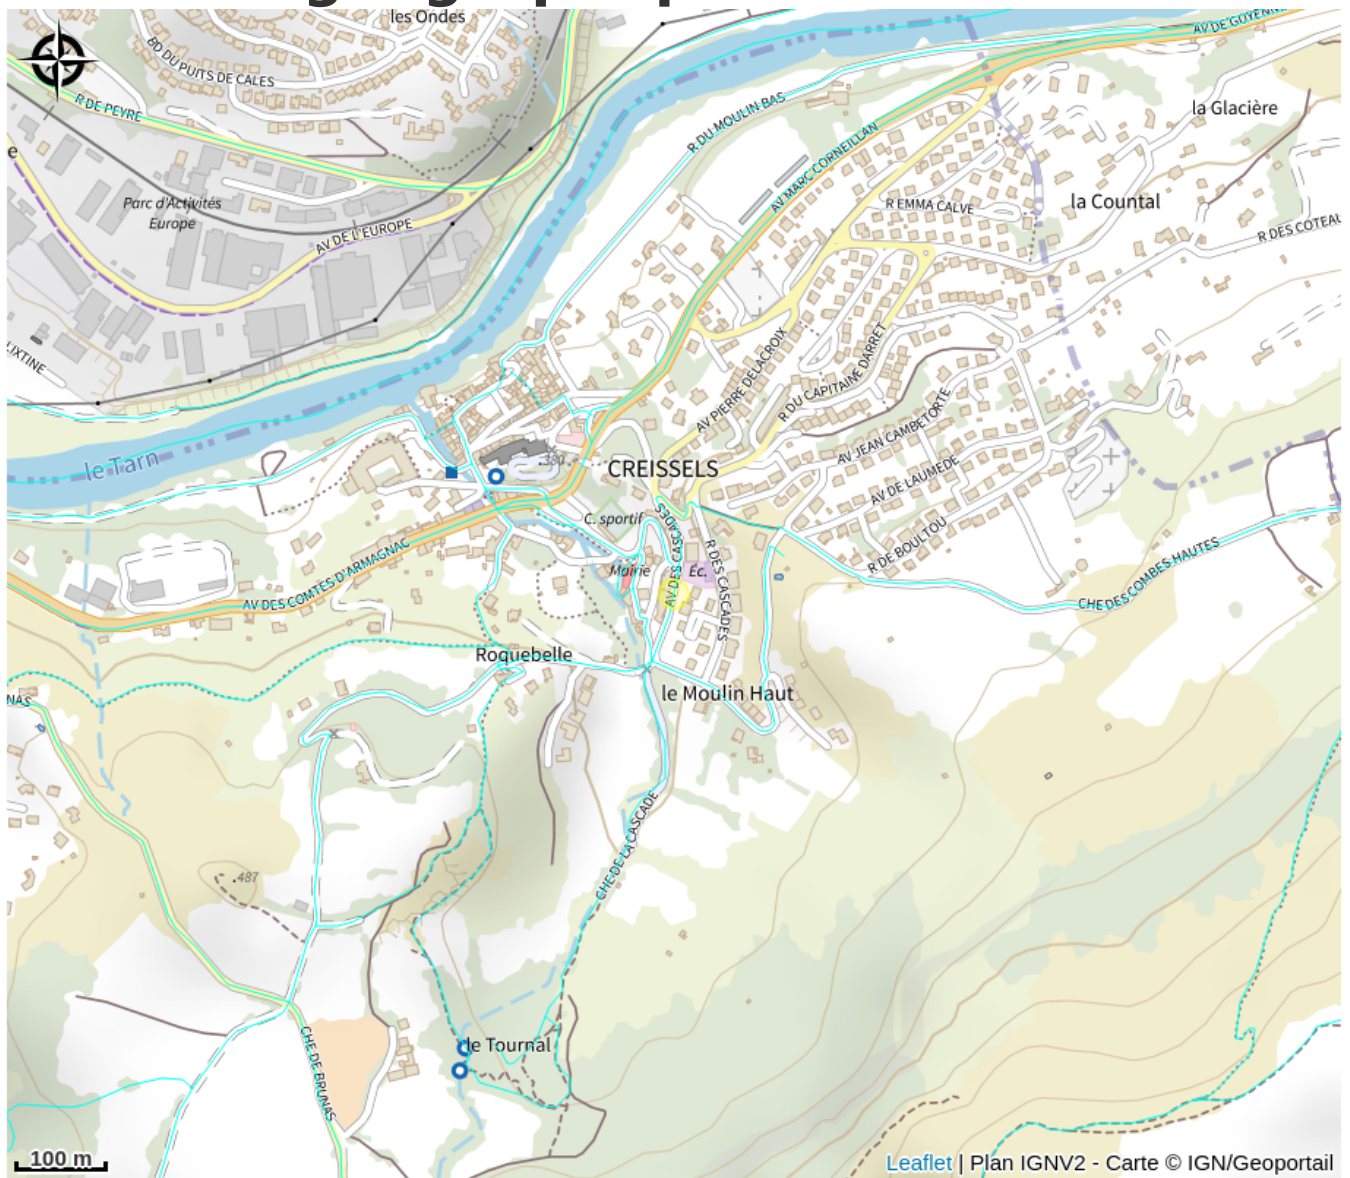 les Ondes
BD DU PUITS DE CALES
AV DE GUYENNE
R DE PEYRE
R DU MOULIN BAS
la Glacière
e
AV MARC CORNEILLAN
Parc d'Activités
Europe
R EMMA CALVE
la Countal
AV DE L'EUROPE
R DES COTEAU
UXTINE
AV PIERRE DELACROIX
R DU CAPITAINE DARRET
AV JEAN CAMBETORTE
le Tarn
.380
CREISSELS
AV DE LAUMEDE
C. sportif
AV DES CASCADES
R DE BOULTOU
AV DES COMTES D'ARMAGNAC
Mairie
Ec.
R DES CASCADES
CHE DES COMBES HAUTES
Roquebelle
le Moulin Haut
NAS
CHE DE LA CASCADE
.487
le Tournal
CHE DE BRUNAS
100 m
Leaflet | Plan IGNV2 - Carte © IGN/Geoportail